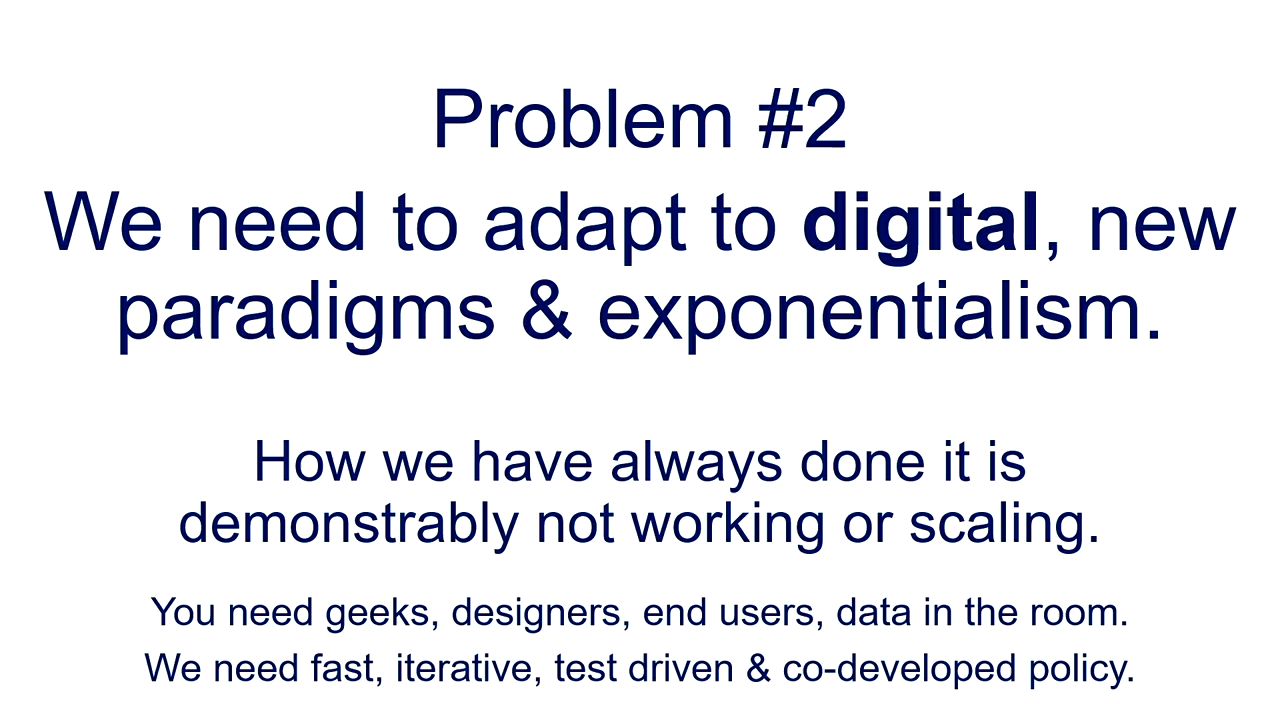 Problem #2
We need to adapt to digital, new
paradigms & exponentialism.
How we have always done it is
demonstrably not working or scaling.
You need geeks, designers, end users, data in the room.
We need fast, iterative, test driven & co-developed policy.